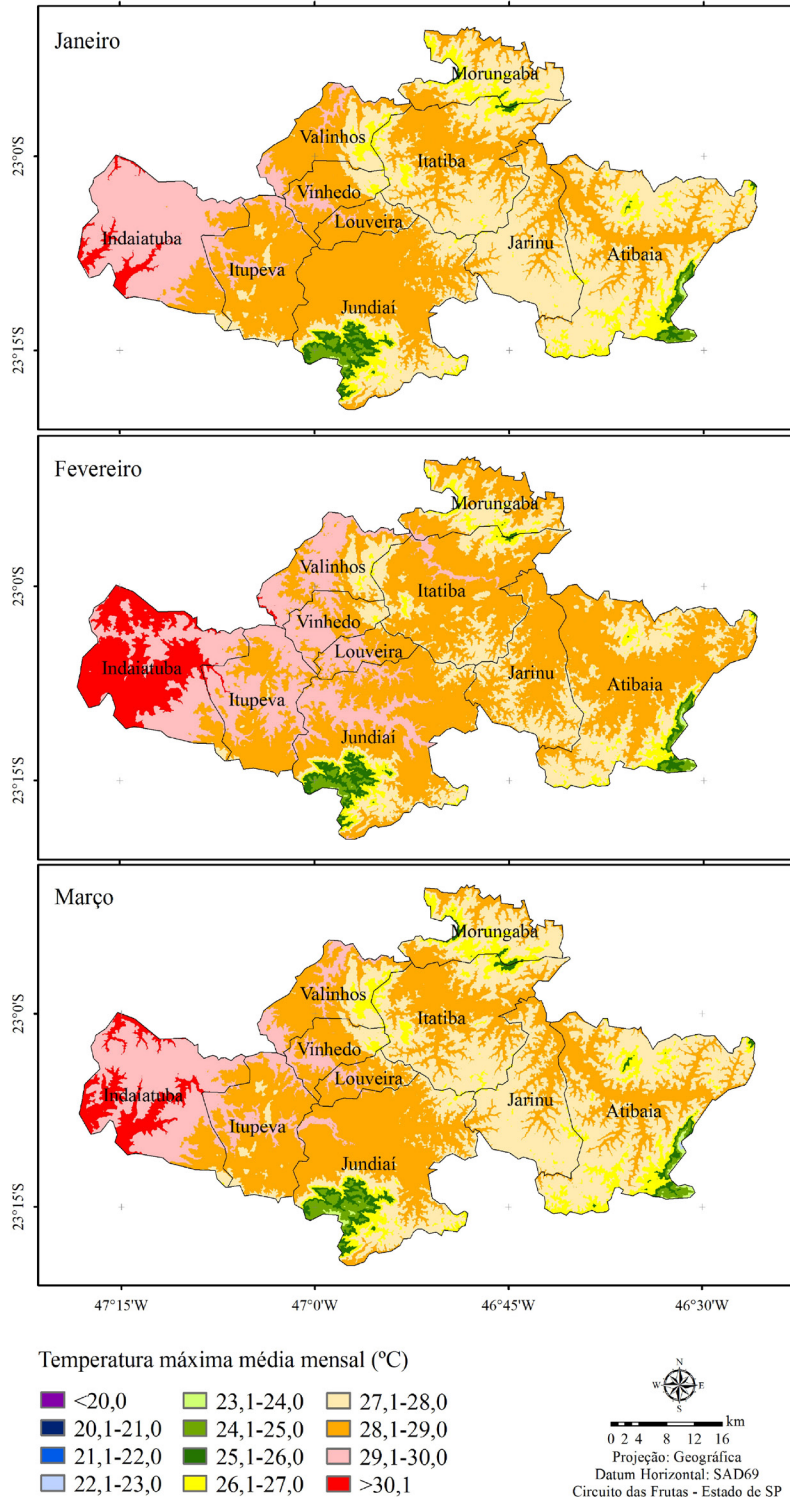 Janeiro
Morungaba
Valinhos
Itatiba
Vinhedo
Louveira
Indaiatuba
Itupeva
Jarinu
Atibaia
Jundiaí
23°0'S
23°15'S
Fevereiro
Morungaba
Valinhos
Itatiba
Vinhedo
Louveira
Indaiatuba
Itupeva
Jarinu
Atibaia
Jundiaí
23°0'S
23°15'S
Março
Morungaba
Valinhos
Itatiba
Vinhedo
Louveira
Indaiatuba
Itupeva
Jarinu
Atibaia
Jundiaí
23°0'S
23°15'S
47°15'W 47°0'W 46°45'W 46°30'W
Temperatura máxima média mensal (ºC)
<20,0 23,1-24,0 27,1-28,0
20,1-21,0 24,1-25,0 28,1-29,0
21,1-22,0 25,1-26,0 29,1-30,0
22,1-23,0 26,1-27,0 >30,1
N
W E
S
km
0 2 4 8 12 16
Projeção: Geográfica
Datum Horizontal: SAD69
Circuito das Frutas - Estado de SP